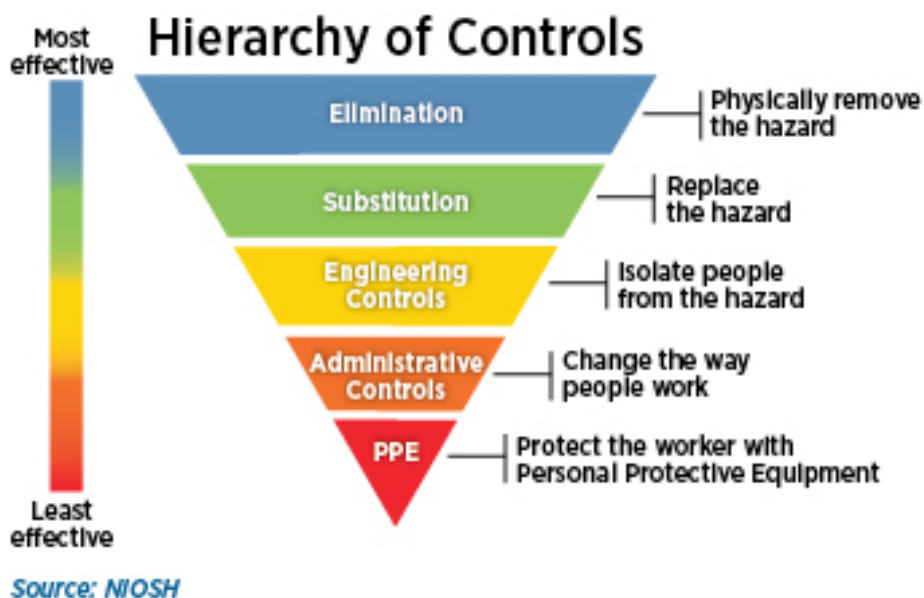 Hierarchy of Controls
Most
effective
Elimination
Physically remove
the hazard
Substitution
Replace
the hazard
Engineering
Controls
Isolate people
from the hazard
Administrative
Controls
Change the way
people work
PPE
Protect the worker with
Personal Protective Equipment
Least
effective
Source: NIOSH